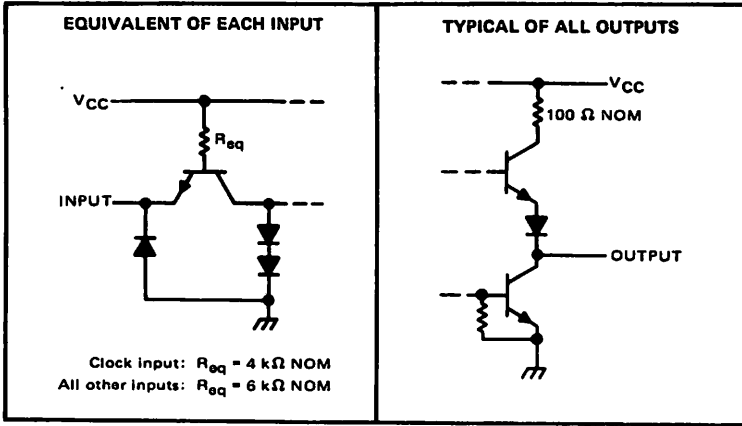 EQUIVALENT OF EACH INPUT
VCC
Req
INPUT
Clock input: Req = 4 kΩ NOM
All other inputs: Req = 6 kΩ NOM
TYPICAL OF ALL OUTPUTS
VCC
100 Ω NOM
OUTPUT